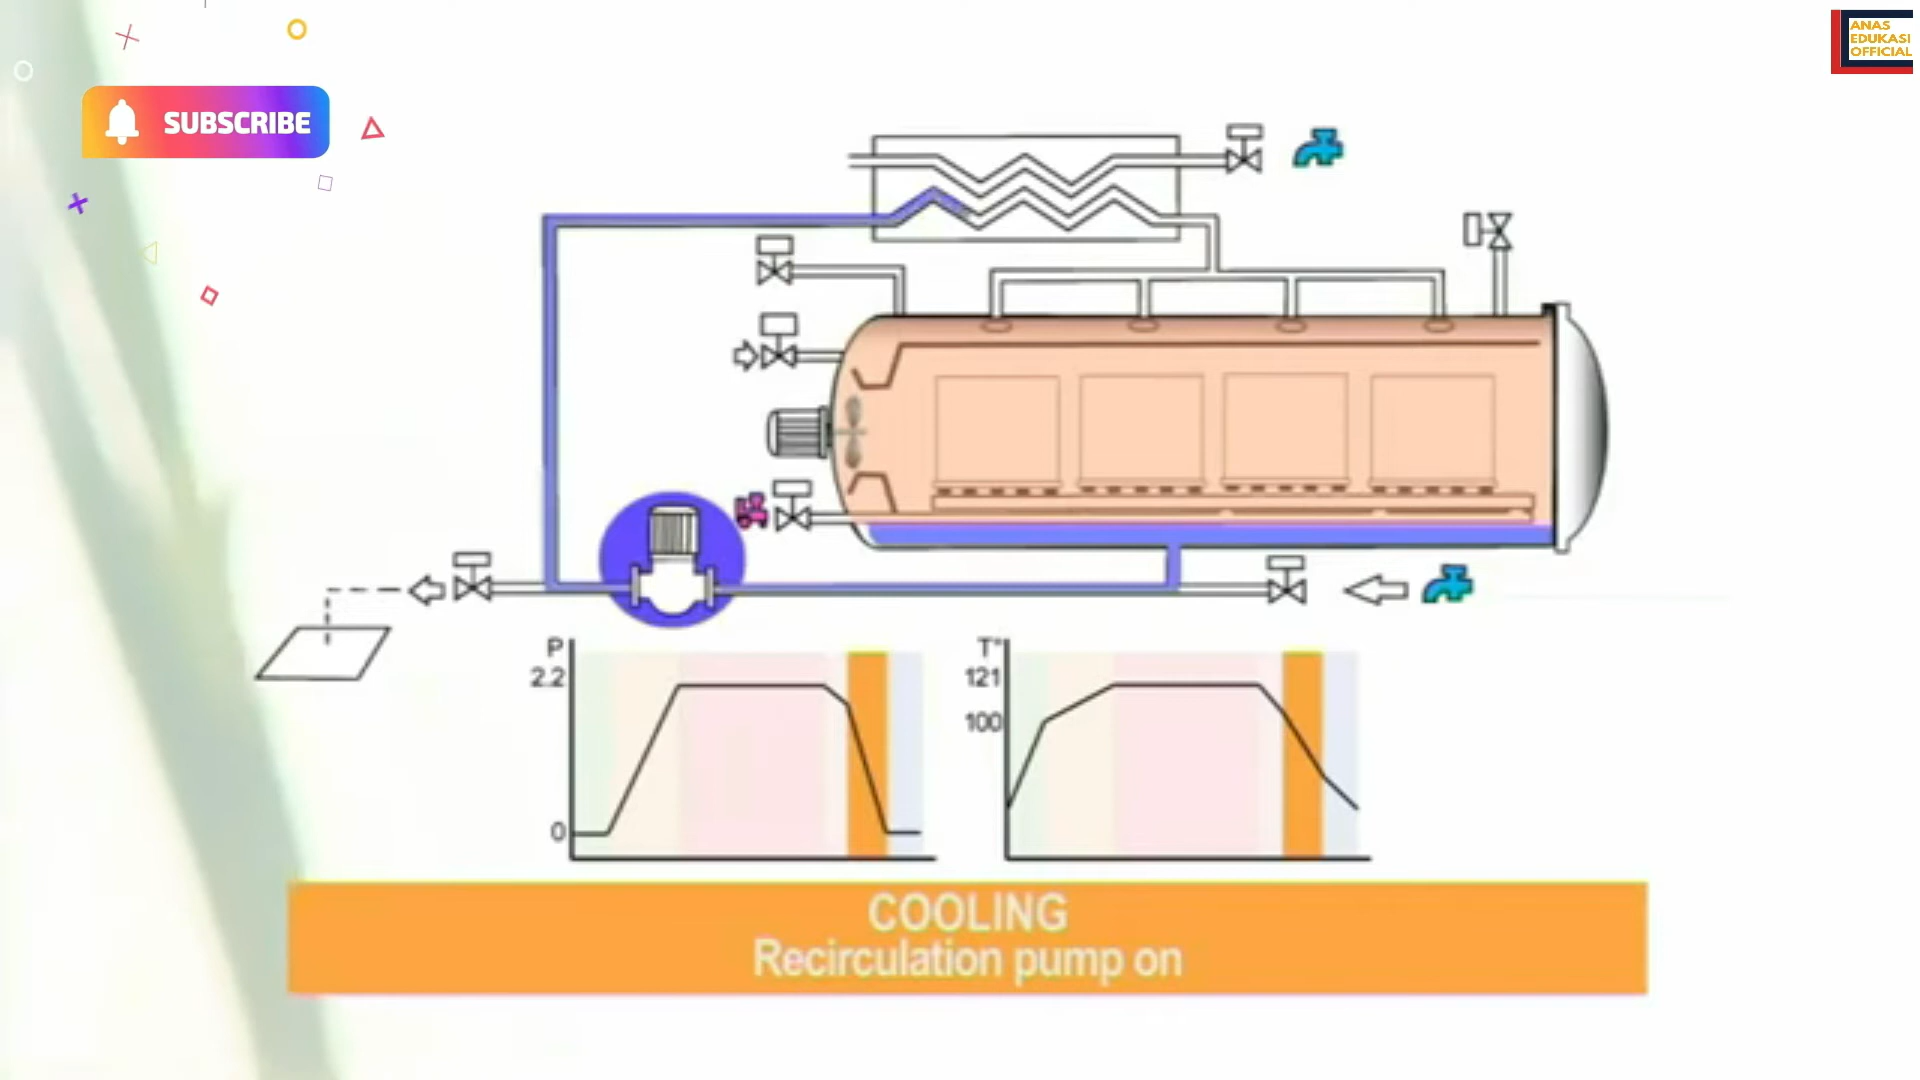 ANAS
EDUKASI
OFFICIAL
SUBSCRIBE
P
2.2
0
T°
121
100
COOLING
Recirculation pump on